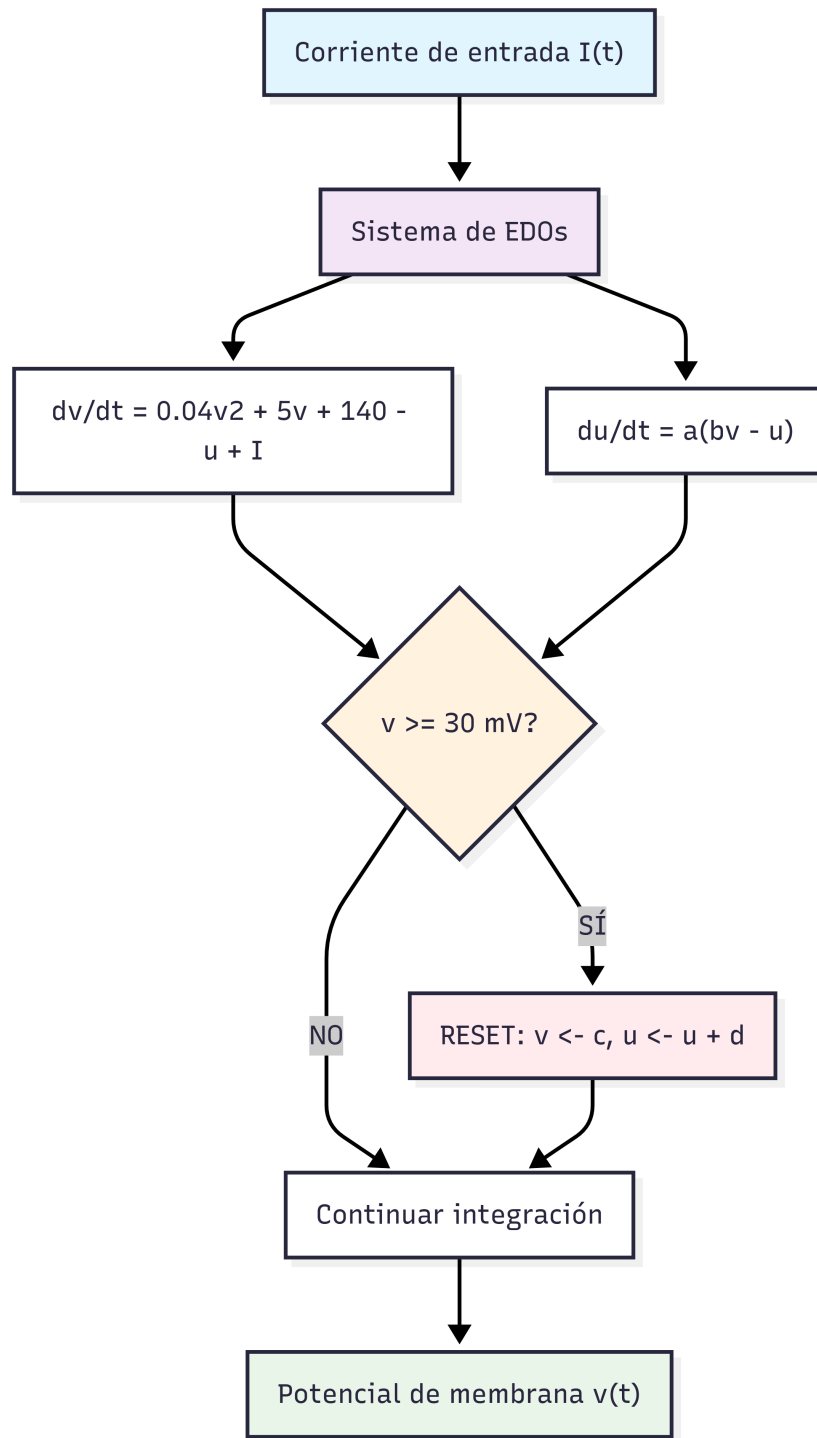 Corriente de entrada I(t)
Sistema de EDOs
dv/dt = 0.04v2 + 5v + 140 -
u + I
du/dt = a(bv - u)
v >= 30 mV?
SÍ
NO
RESET: v <- c, u <- u + d
Continuar integración
Potencial de membrana v(t)